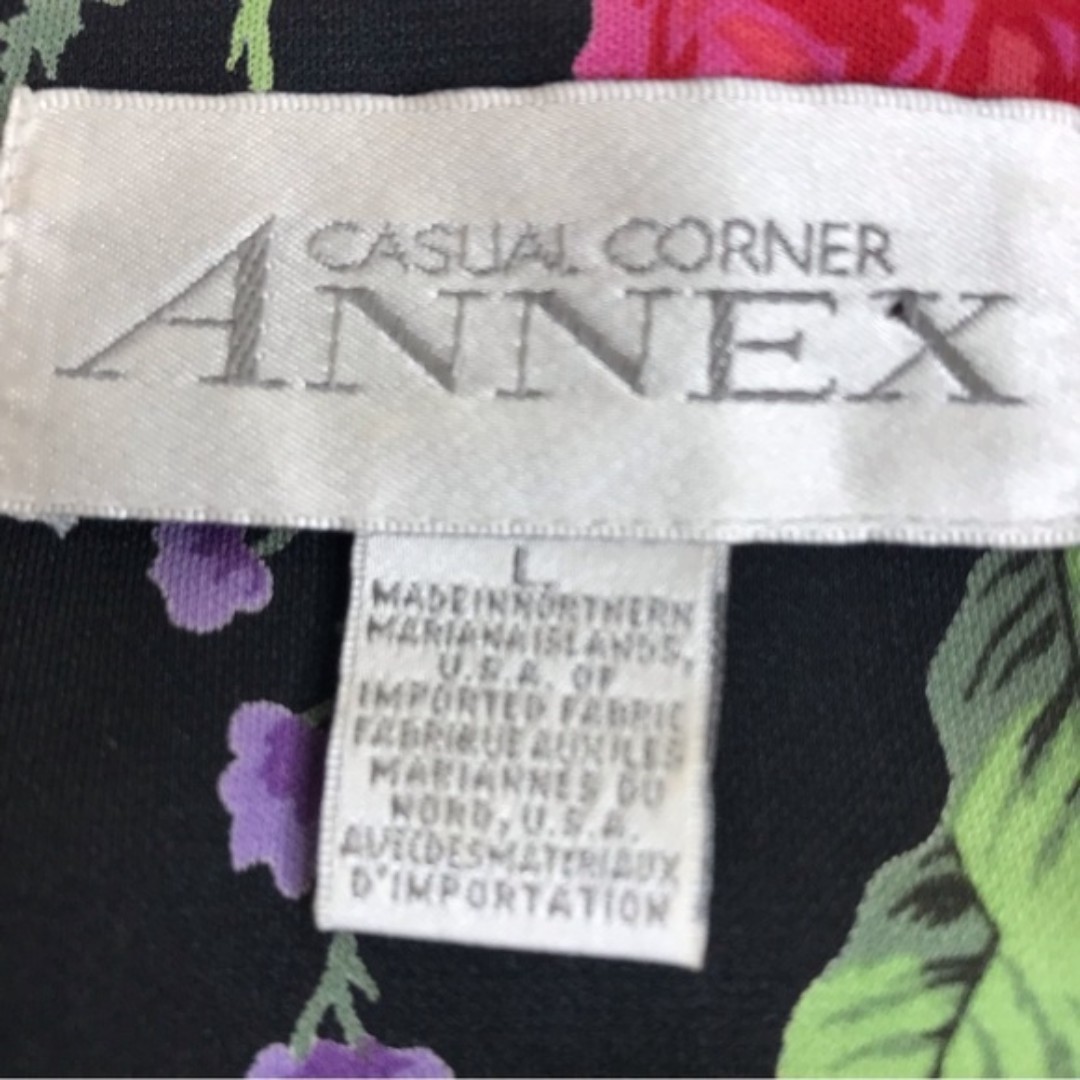 CASUAL CORNER
ANNEX
L
MADE IN NORTHERN
MARIANA ISLANDS,
U.S.A. OF
IMPORTED FABRIC
FABRIQUE AUX ILES
MARIANNES DU
NORD, U.S.A.
AVEC DES MATERIAUX
D'IMPORTATION